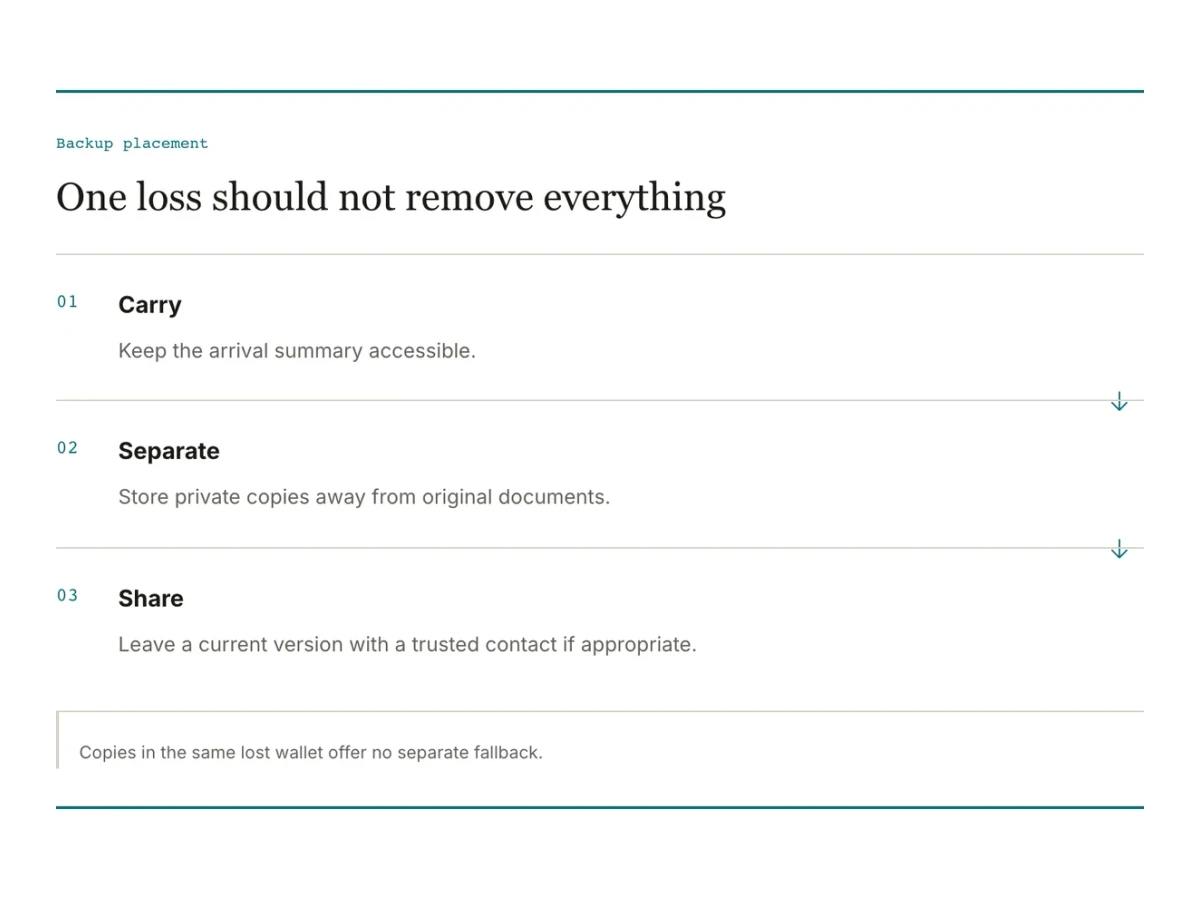 Backup placement
One loss should not remove everything
01
Carry
Keep the arrival summary accessible.
02
Separate
Store private copies away from original documents.
03
Share
Leave a current version with a trusted contact if appropriate.
Copies in the same lost wallet offer no separate fallback.